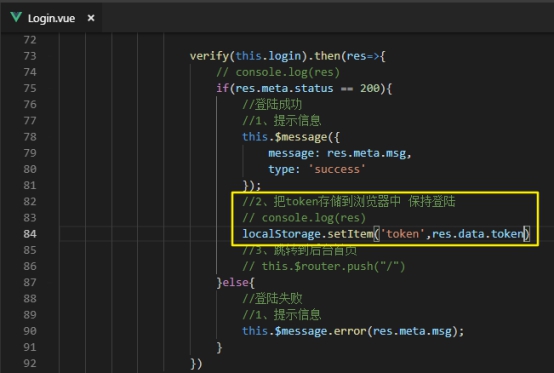 Login.vue ×
72
73 verify(this.login).then(res=>{
74 // console.log(res)
75 if(res.meta.status == 200){
76 //登陆成功
77 //1、提示信息
78 this.$message({
79 message: res.meta.msg,
80 type: 'success'
81 });
82 //2、把token存储到浏览器中 保持登陆
83 // console.log(res)
84 localStorage.setItem('token',res.data.token)
85 //3、跳转到后台首页
86 // this.$router.push("/")
87 }else{
88 //登陆失败
89 //1、提示信息
90 this.$message.error(res.meta.msg);
91 }
92 })